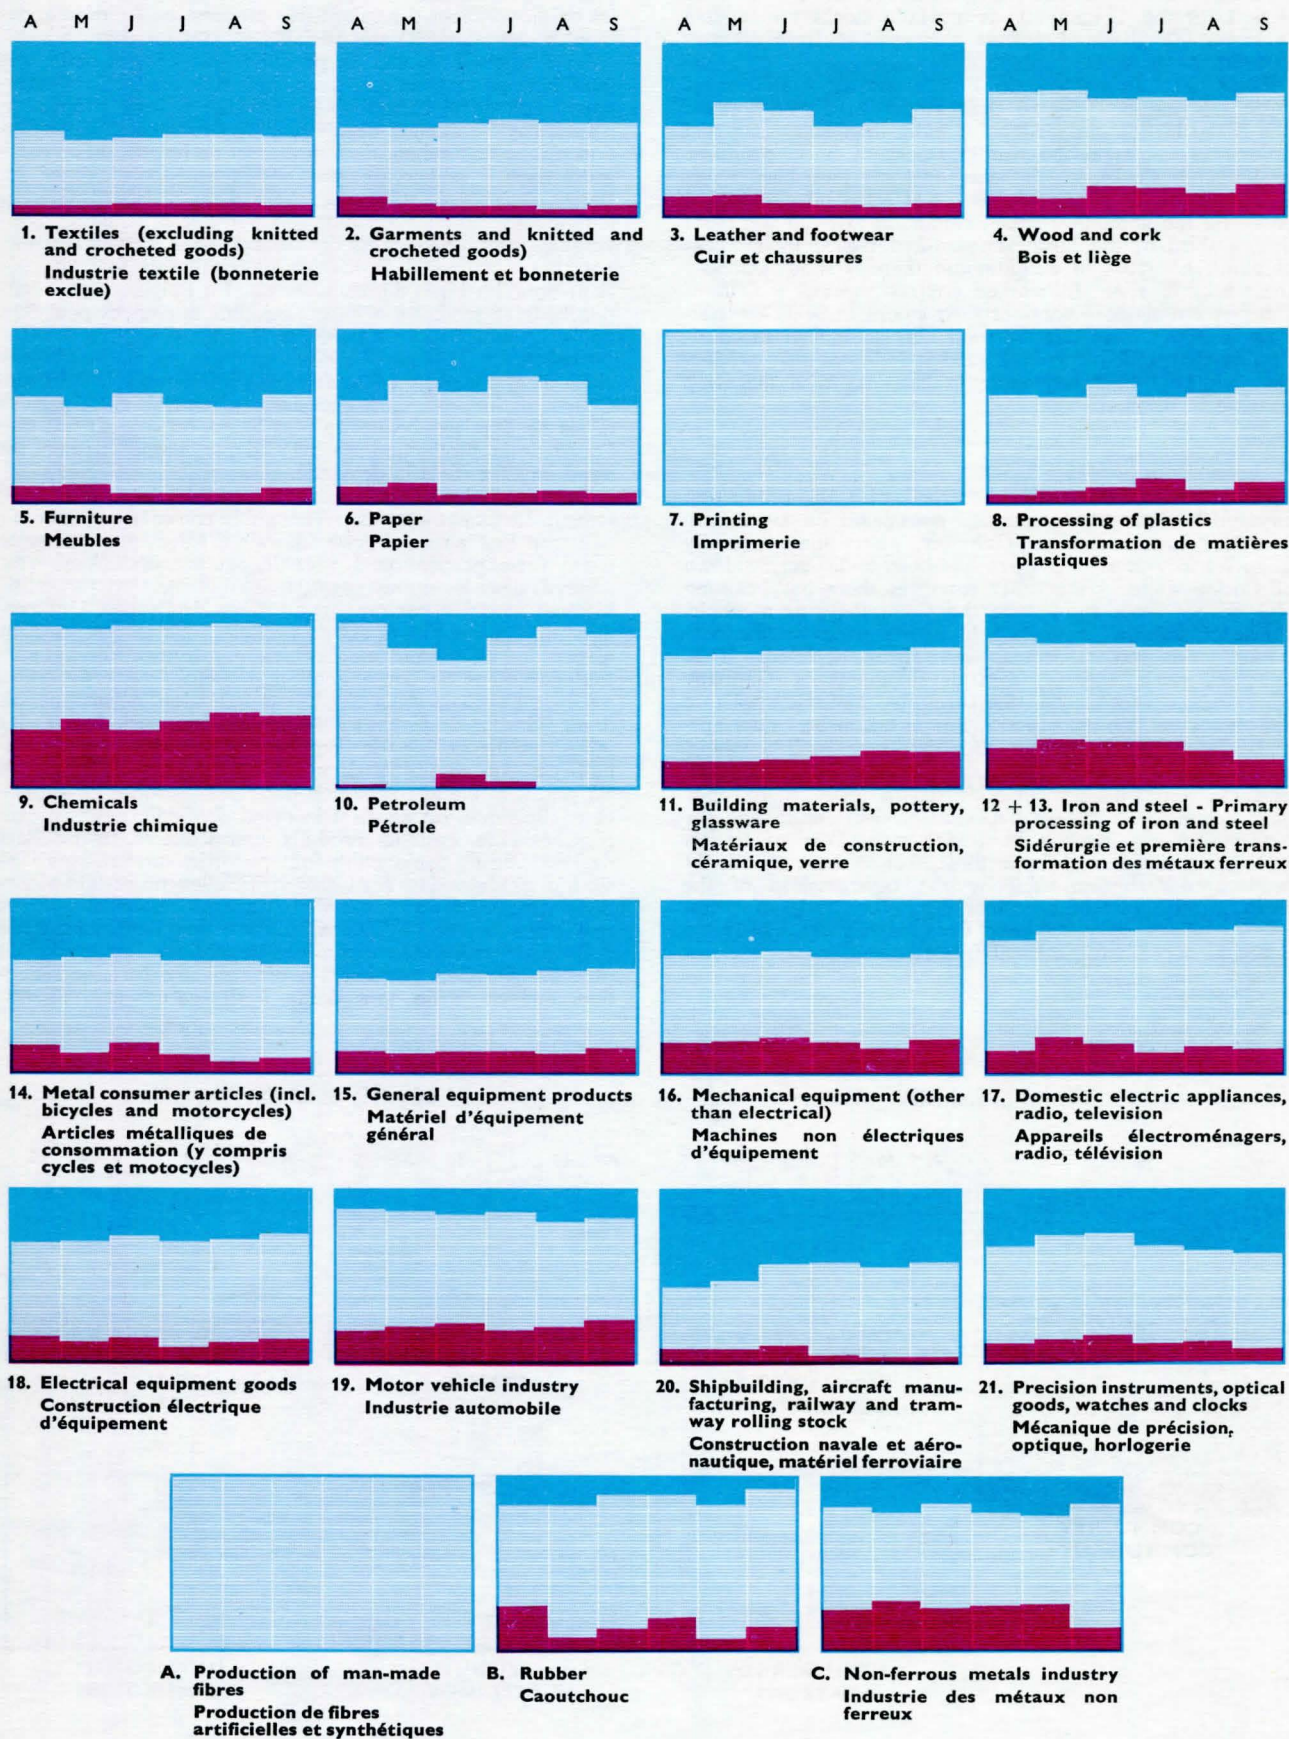 A M J J A S
A M J J A S
A M J J A S
A M J J A S
1. Textiles (excluding knitted
and crocheted goods)
Industrie textile (bonneterie
exclue)
2. Garments and knitted and
crocheted goods)
Habillement et bonneterie
3. Leather and footwear
Cuir et chaussures
4. Wood and cork
Bois et liège
5. Furniture
Meubles
6. Paper
Papier
7. Printing
Imprimerie
8. Processing of plastics
Transformation de matières
plastiques
9. Chemicals
Industrie chimique
10. Petroleum
Pétrole
11. Building materials, pottery,
glassware
Matériaux de construction,
céramique, verre
12 + 13. Iron and steel - Primary
processing of iron and steel
Sidérurgie et première trans-
formation des métaux ferreux
14. Metal consumer articles (incl.
bicycles and motorcycles)
Articles métalliques de
consommation (y compris
cycles et motocycles)
15. General equipment products
Matériel d'équipement
général
16. Mechanical equipment (other
than electrical)
Machines non électriques
d'équipement
17. Domestic electric appliances,
radio, television
Appareils électroménagers,
radio, télévision
18. Electrical equipment goods
Construction électrique
d'équipement
19. Motor vehicle industry
Industrie automobile
20. Shipbuilding, aircraft manu-
facturing, railway and tram-
way rolling stock
Construction navale et aéro-
nautique, matériel ferroviaire
21. Precision instruments, optical
goods, watches and clocks
Mécanique de précision,
optique, horlogerie
A. Production of man-made
fibres
Production de fibres
artificielles et synthétiques
B. Rubber
Caoutchouc
C. Non-ferrous metals industry
Industrie des métaux non
ferreux